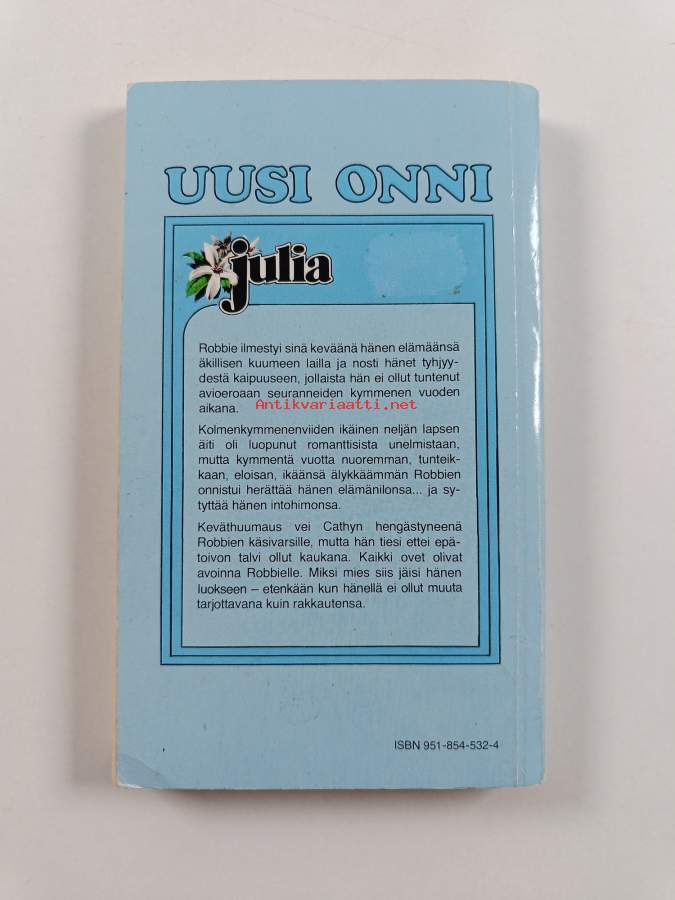 UUSI ONNI
julia
Robbie ilmestyi sinä keväänä hänen elämäänsä
äkillisen kuumeen lailla ja nosti hänet tyhjyy-
destä kaipuuseen, jollaista hän ei ollut tuntenut
avioeroaan seuranneiden kymmenen vuoden
aikana.
Antikvariaatti.net
Kolmenkymmenenviiden ikäinen neljän lapsen
äiti oli luopunut romanttisista unelmistaan,
mutta kymmentä vuotta nuoremman, tunteik-
kaan, eloisan, ikäänsä älykkäämmän Robbien
onnistui herättää hänen elämänilonsa... ja sy-
tyttää hänen intohimonsa.
Keväthuumaus vei Cathyn hengästyneenä
Robbien käsivarsille, mutta hän tiesi ettei epä-
toivon talvi ollut kaukana. Kaikki ovet olivat
avoinna Robbielle. Miksi mies siis jäisi hänen
luokseen – etenkään kun hänellä ei ollut muuta
tarjottavana kuin rakkautensa.
ISBN 951-854-532-4